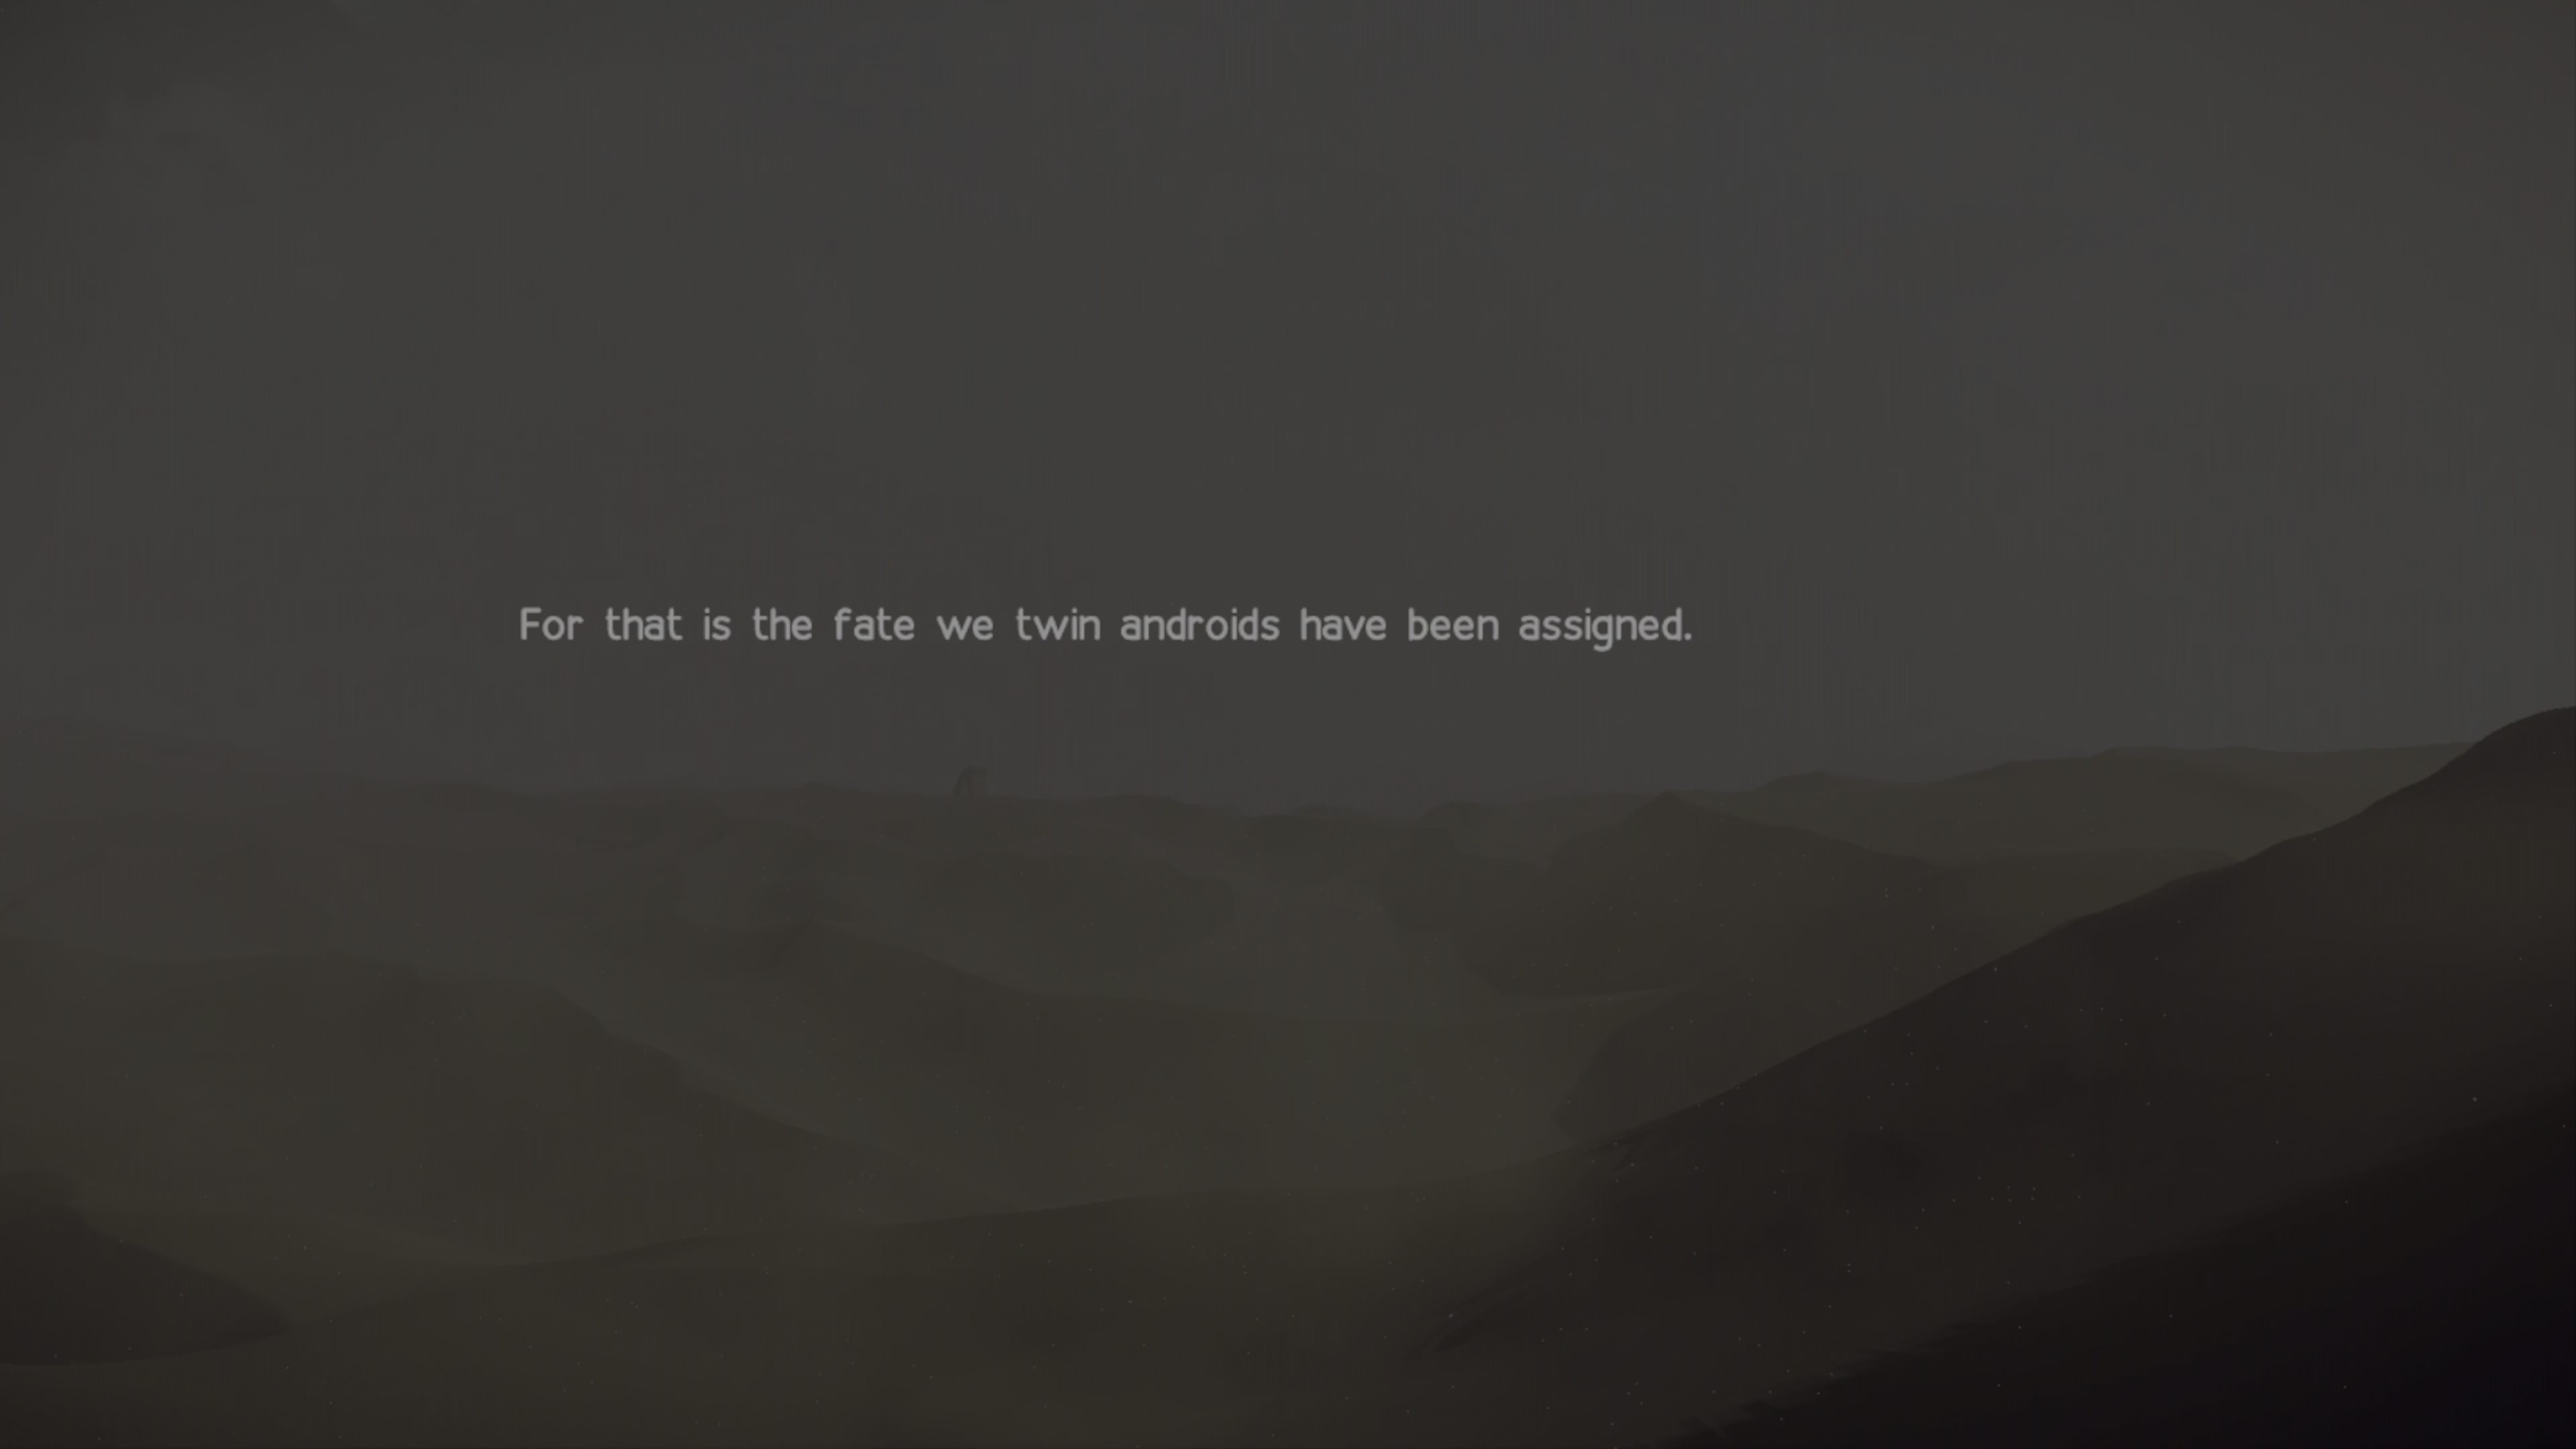 For that is the fate we twin androids have been assigned.